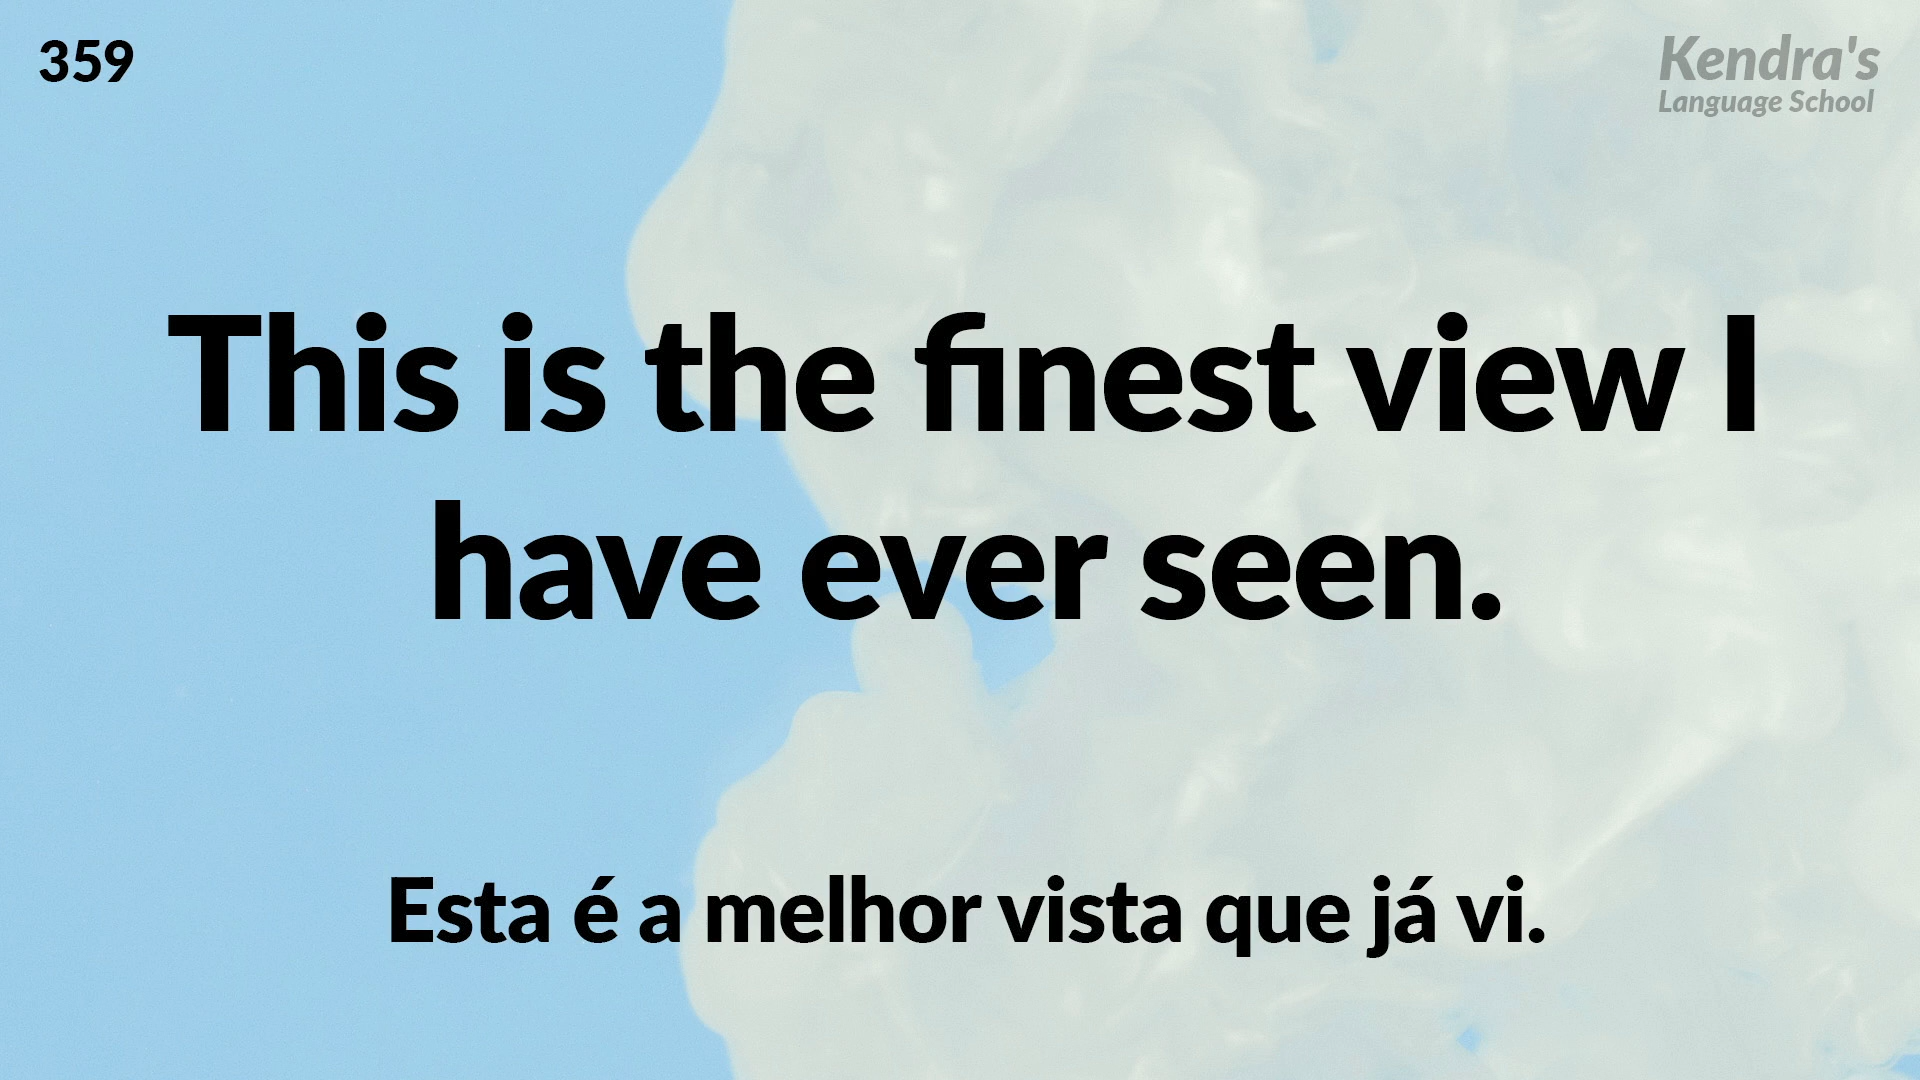 359
Kendra's
Language School
This is the finest view I
have ever seen.
Esta é a melhor vista que já vi.